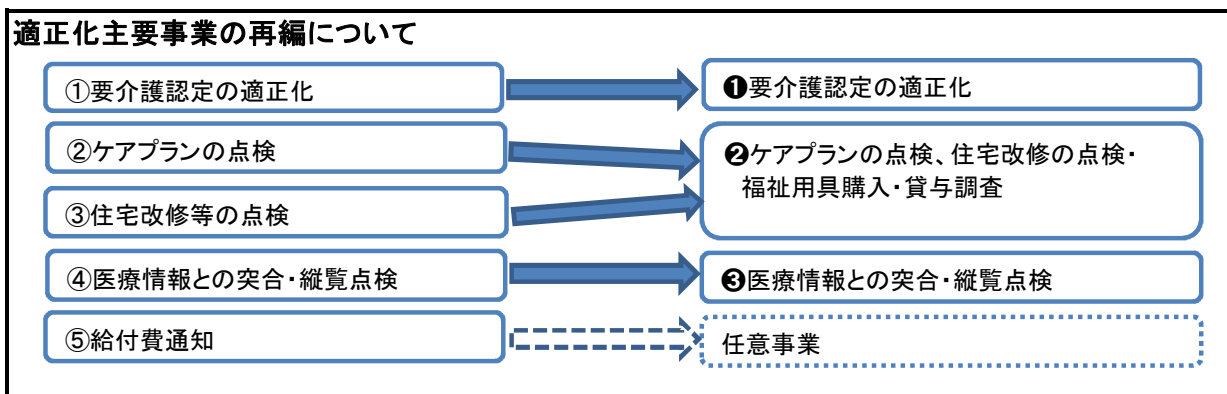 適正化主要事業の再編について
①要介護認定の適正化
②ケアプランの点検
③住宅改修等の点検
④医療情報との突合・縦覧点検
⑤給付費通知
❶要介護認定の適正化
❷ケアプランの点検、住宅改修の点検・
福祉用具購入・貸与調査
❸医療情報との突合・縦覧点検
任意事業